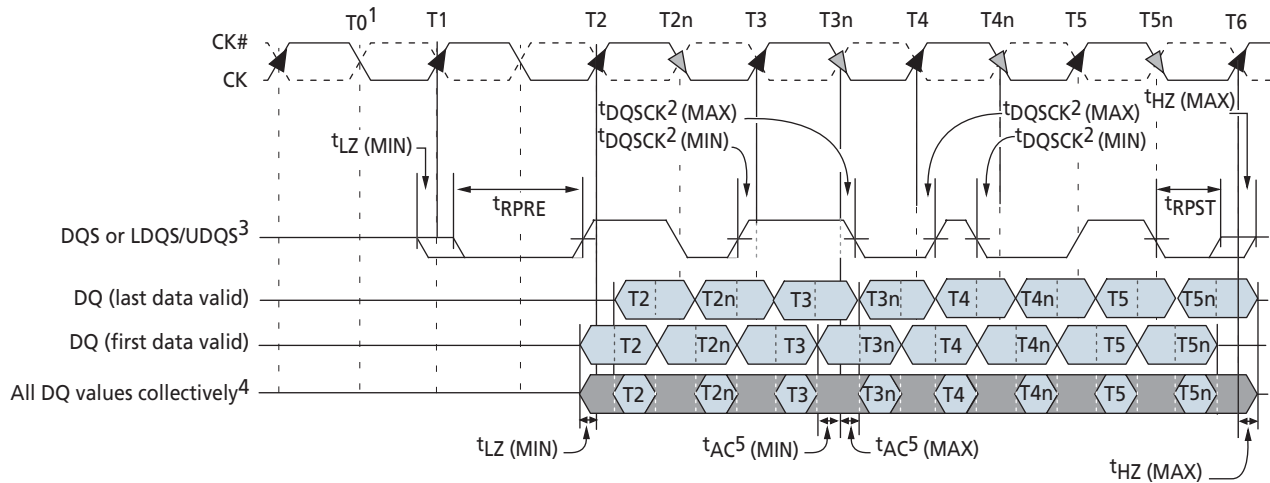 T0¹ T1 T2 T2n T3 T3n T4 T4n T5 T5n T6
CK#
CK
tHZ (MAX)
tDQSCK² (MAX) tDQSCK² (MAX)
tDQSCK² (MIN) tDQSCK² (MIN)
tLZ (MIN)
tRPRE tRPST
DQS or LDQS/UDQS³
DQ (last data valid) T2 T2n T3 T3n T4 T4n T5 T5n
DQ (first data valid) T2 T2n T3 T3n T4 T4n T5 T5n
All DQ values collectively⁴ T2 T2n T3 T3n T4 T4n T5 T5n
tLZ (MIN) tAC⁵ (MIN) tAC⁵ (MAX)
tHZ (MAX)